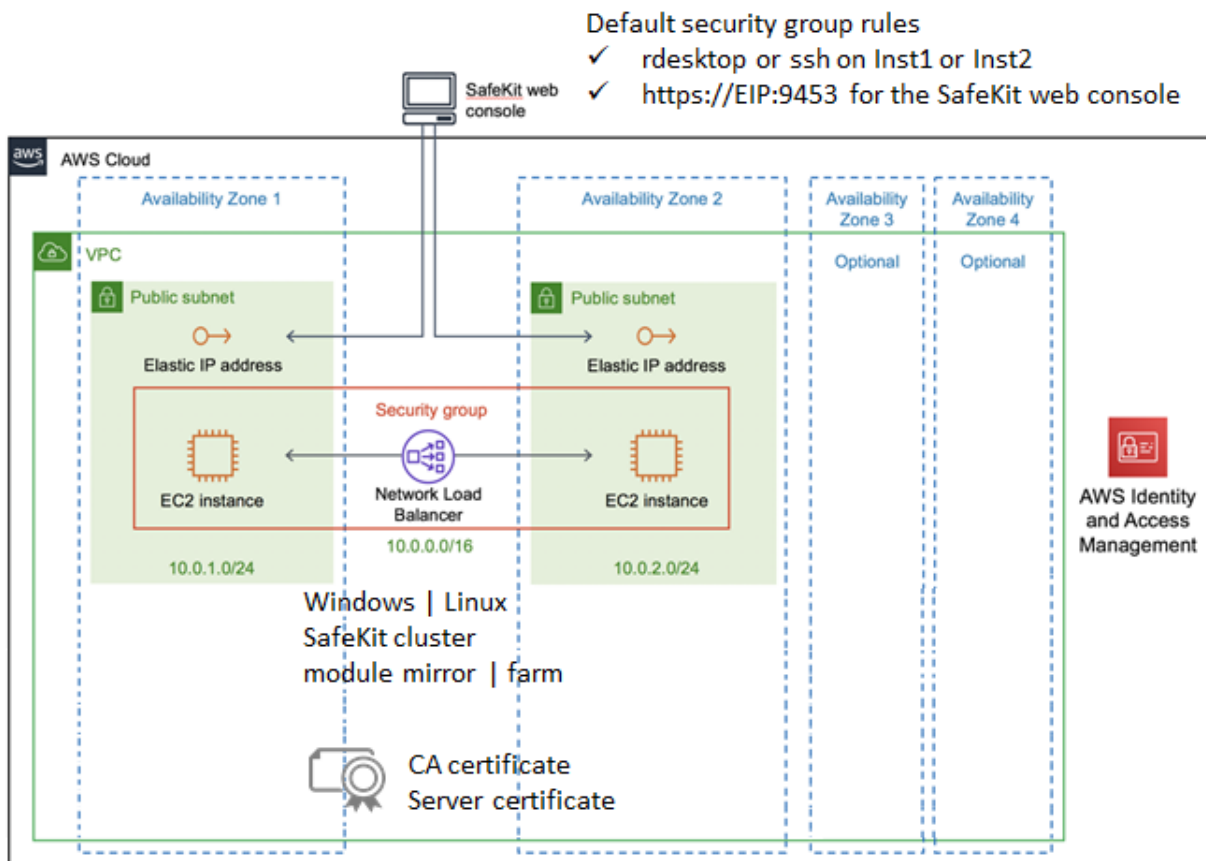 Default security group rules
✓ rdesktop or ssh on Inst1 or Inst2
✓ https://EIP:9453 for the SafeKit web console
SafeKit web
console
aws
AWS Cloud
Availability Zone 1
Availability Zone 2
Availability
Zone 3
Optional
Availability
Zone 4
Optional
VPC
Public subnet
Public subnet
Elastic IP address
Elastic IP address
Security group
EC2 instance
Network Load
Balancer
EC2 instance
10.0.0.0/16
10.0.1.0/24
10.0.2.0/24
AWS Identity
and Access
Management
Windows | Linux
SafeKit cluster
module mirror | farm
CA certificate
Server certificate